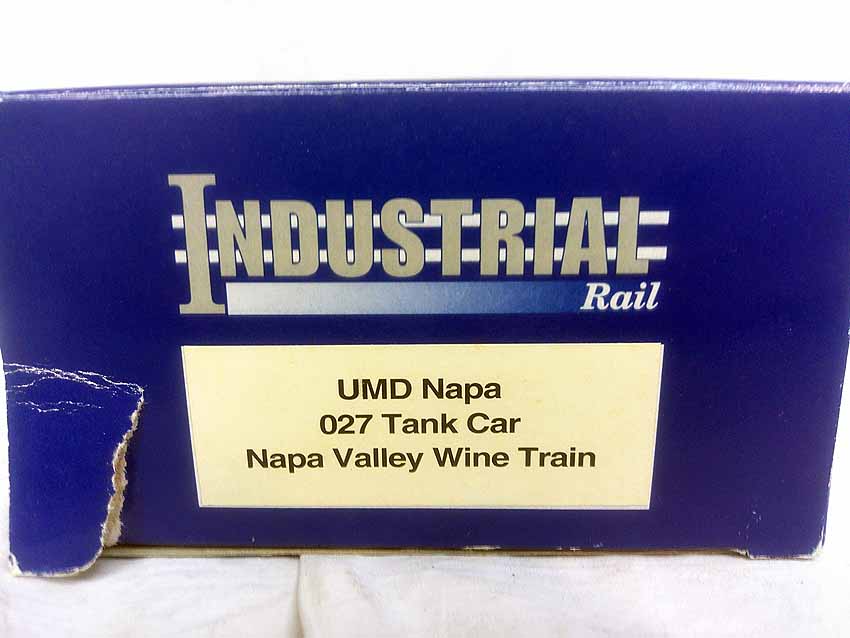 INDUSTRIAL
Rail
UMD Napa
027 Tank Car
Napa Valley Wine Train